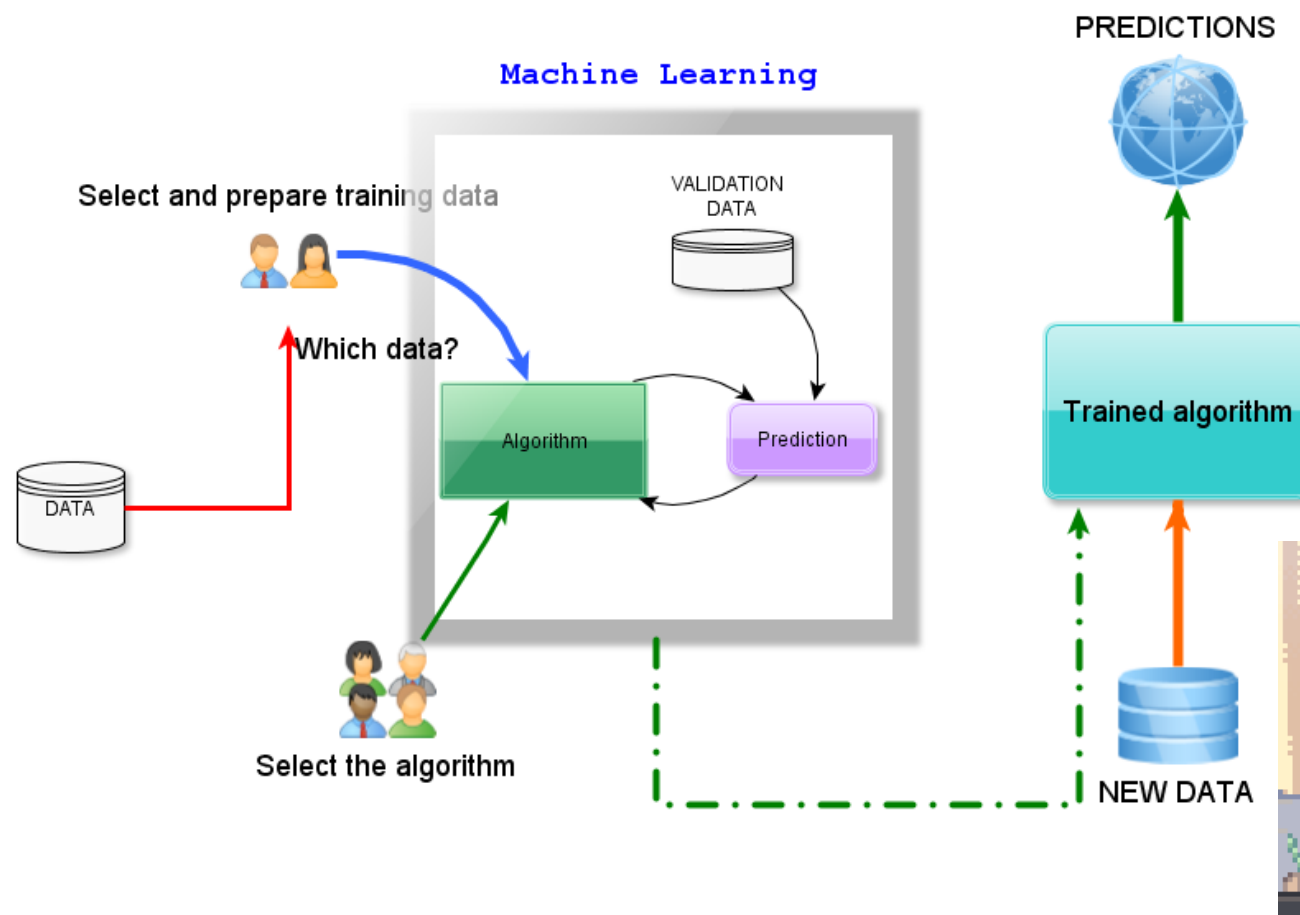 PREDICTIONS
Machine Learning
Select and prepare training data
VALIDATION
DATA
Which data?
Algorithm
Prediction
Trained algorithm
DATA
Select the algorithm
NEW DATA